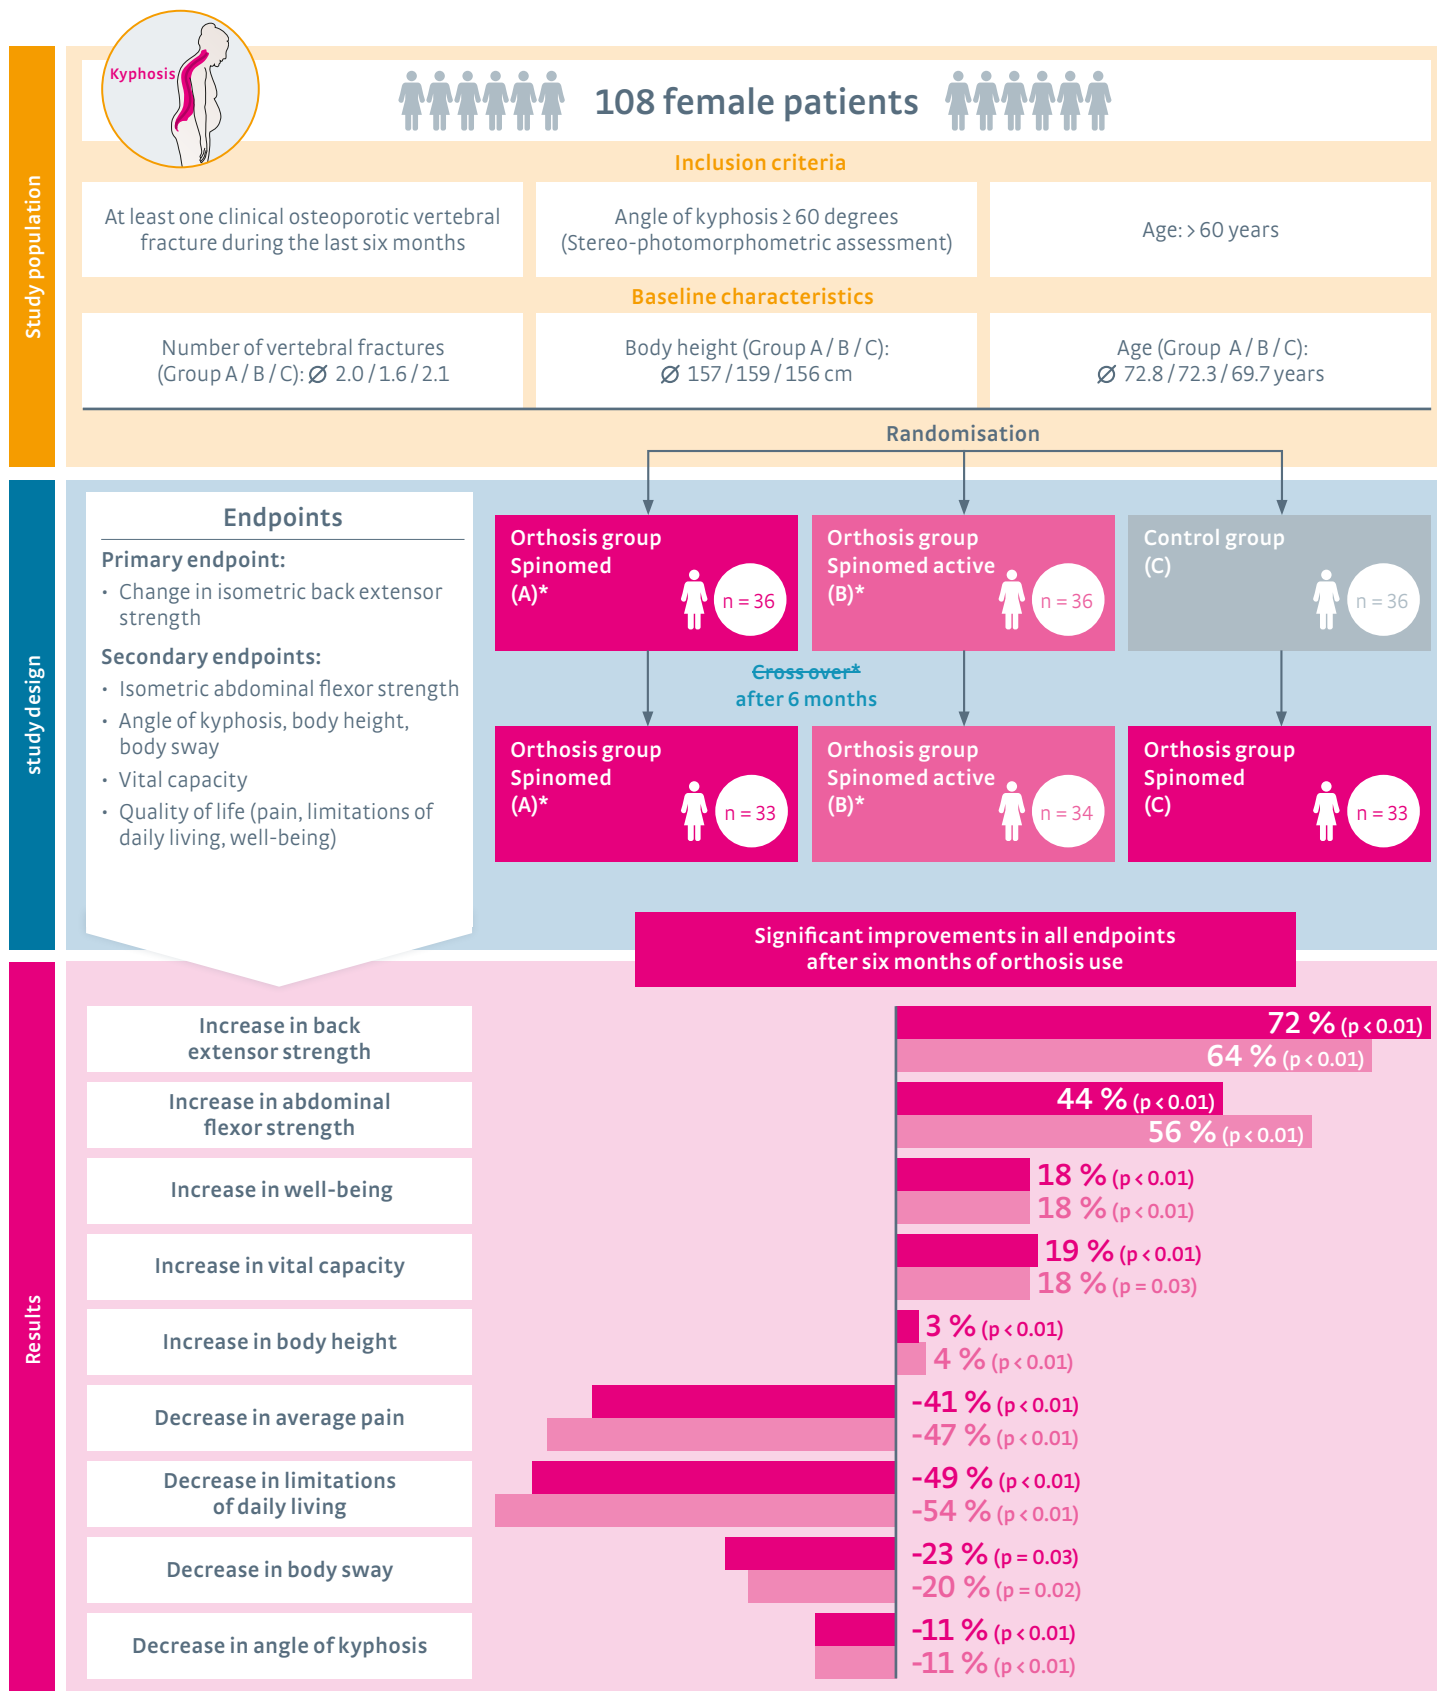 Kyphosis
108 female patients
Study population
Inclusion criteria
At least one clinical osteoporotic vertebral
fracture during the last six months
Angle of kyphosis ≥ 60 degrees
(Stereo-photomorphometric assessment)
Age: > 60 years
Baseline characteristics
Number of vertebral fractures
(Group A / B / C): Ø 2.0 / 1.6 / 2.1
Body height (Group A / B / C):
Ø 157 / 159 / 156 cm
Age (Group A / B / C):
Ø 72.8 / 72.3 / 69.7 years
Randomisation
study design
Endpoints
Primary endpoint:
• Change in isometric back extensor
strength
Secondary endpoints:
• Isometric abdominal flexor strength
• Angle of kyphosis, body height,
body sway
• Vital capacity
• Quality of life (pain, limitations of
daily living, well-being)
Orthosis group
Spinomed
(A)*
n = 36
Orthosis group
Spinomed active
(B)*
n = 36
Control group
(C)
n = 36
Cross over*
after 6 months
Orthosis group
Spinomed
(A)*
n = 33
Orthosis group
Spinomed active
(B)*
n = 34
Orthosis group
Spinomed
(C)
n = 33
Significant improvements in all endpoints
after six months of orthosis use
Results
Increase in back
extensor strength
72 % (p < 0.01)
64 % (p < 0.01)
Increase in abdominal
flexor strength
44 % (p < 0.01)
56 % (p < 0.01)
Increase in well-being
18 % (p < 0.01)
18 % (p < 0.01)
Increase in vital capacity
19 % (p < 0.01)
18 % (p = 0.03)
Increase in body height
3 % (p < 0.01)
4 % (p < 0.01)
Decrease in average pain
-41 % (p < 0.01)
-47 % (p < 0.01)
Decrease in limitations
of daily living
-49 % (p < 0.01)
-54 % (p < 0.01)
Decrease in body sway
-23 % (p = 0.03)
-20 % (p = 0.02)
Decrease in angle of kyphosis
-11 % (p < 0.01)
-11 % (p < 0.01)